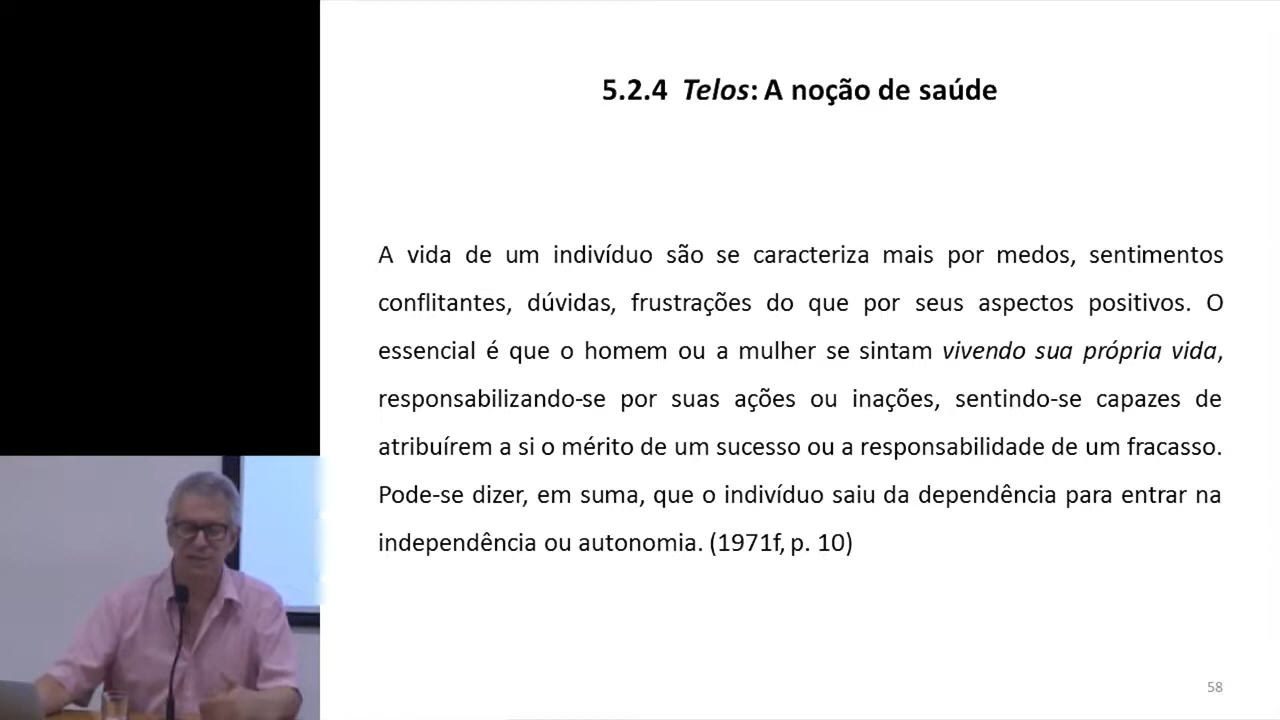 5.2.4 Telos: A noção de saúde
A vida de um indivíduo são se caracteriza mais por medos, sentimentos
conflitantes, dúvidas, frustrações do que por seus aspectos positivos. O
essencial é que o homem ou a mulher se sintam vivendo sua própria vida,
responsabilizando-se por suas ações ou inações, sentindo-se capazes de
atribuírem a si o mérito de um sucesso ou a responsabilidade de um fracasso.
Pode-se dizer, em suma, que o indivíduo saiu da dependência para entrar na
independência ou autonomia. (1971f, p. 10)
58